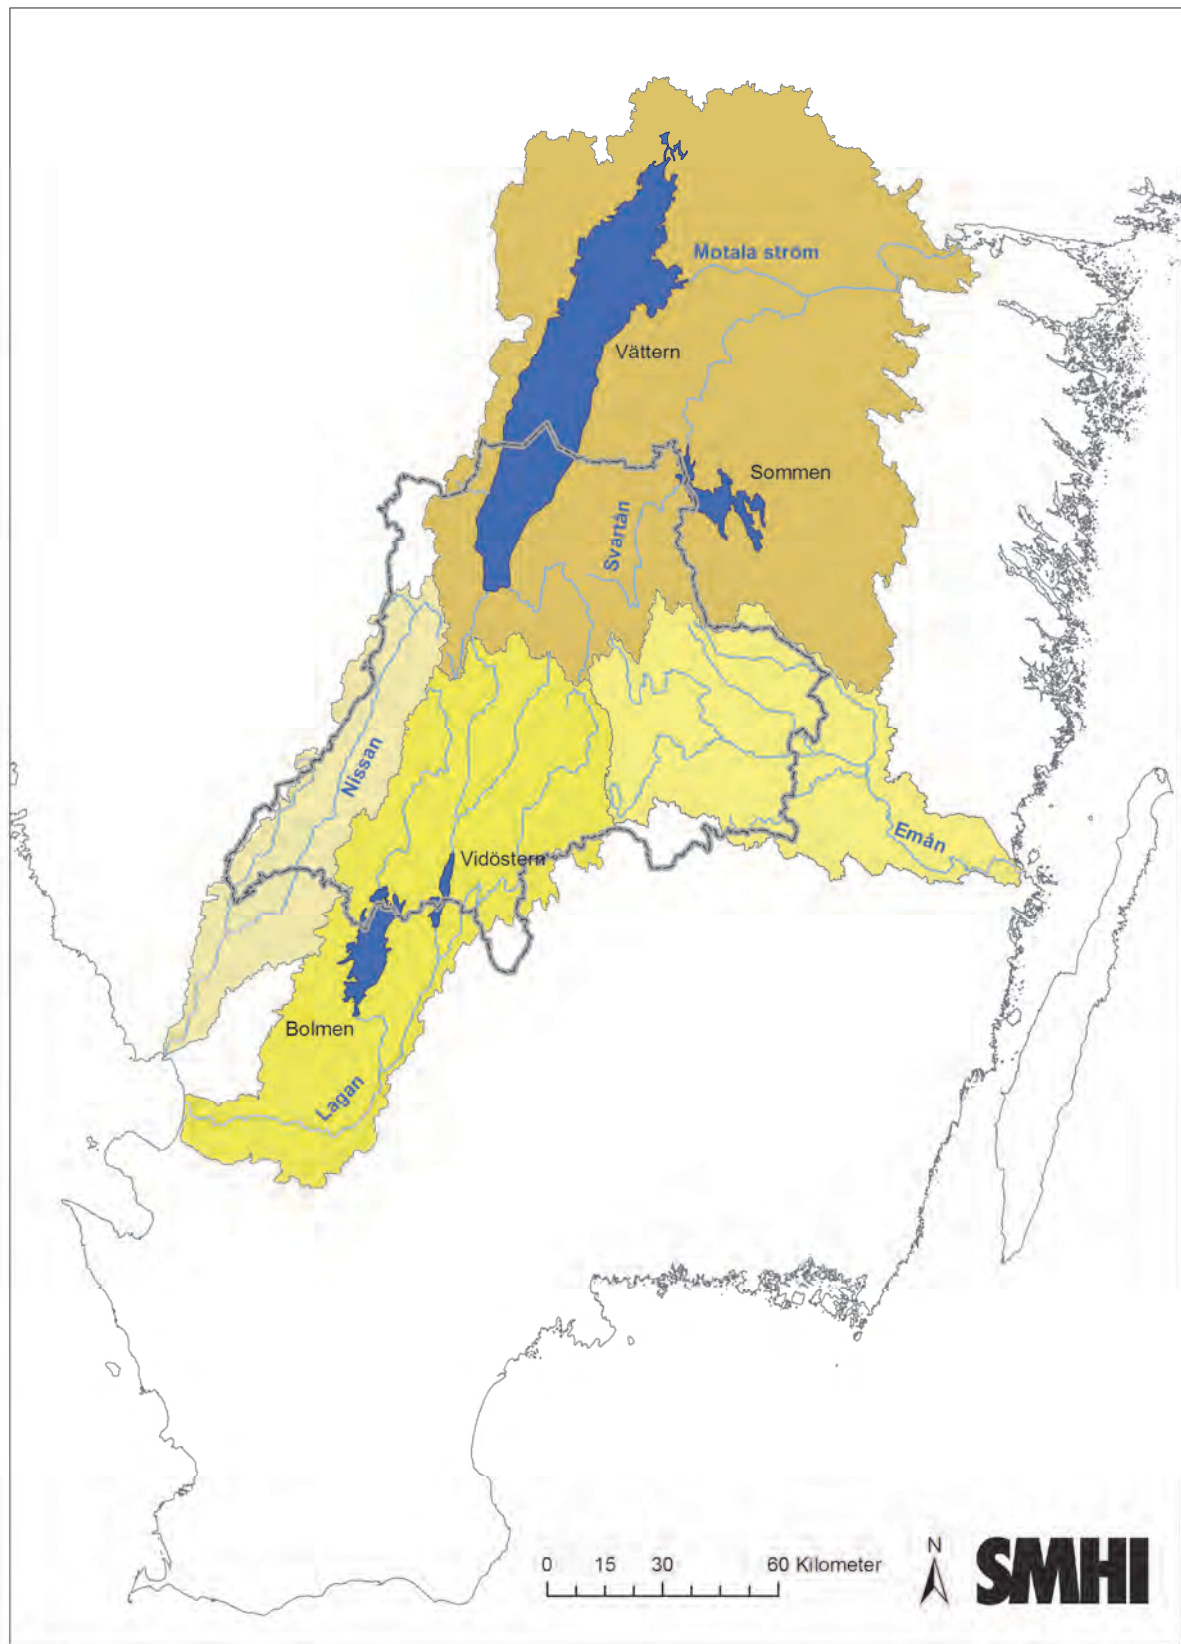 Motala ström
Vättern
Sommen
Svartån
Nissan
Emån
Vidöstern
Bolmen
Lagan
0 15 30 60 Kilometer
N
SMHI